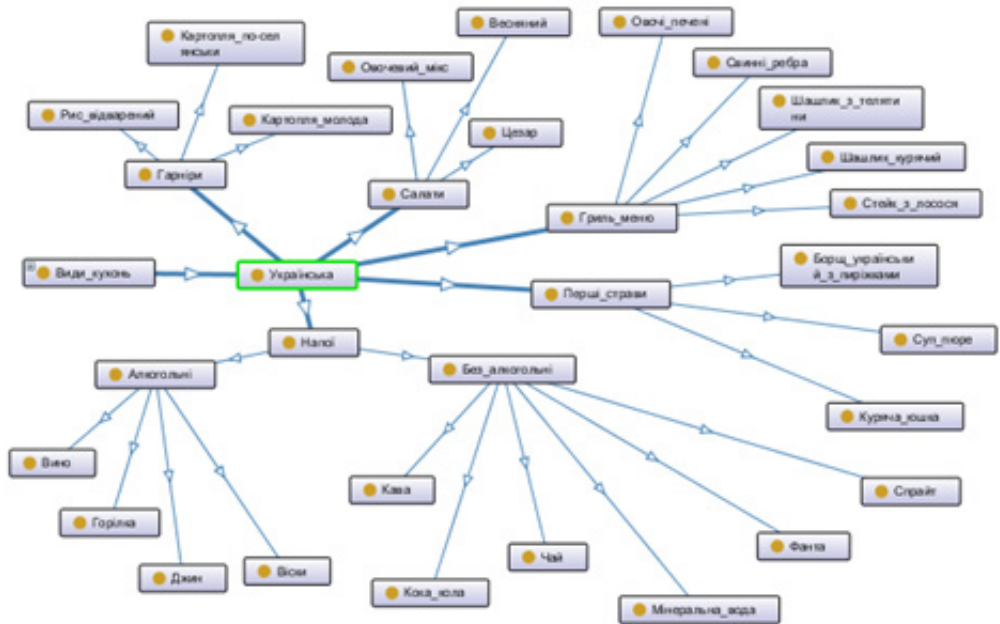 Картопля_по-сел
янськи
Весняний
Овочі_печені
Овочевий_мікс
Свинні_ребра
Рис_відварений
Картопля_молода
Цезар
Шашлик_з_теляти
ни
Гарніри
Салати
Шашлик_курячий
Гриль_меню
Стейк_з_лосося
Види_кухонь
Українська
Борщ_українськи
й_з_пиріжками
Перші_страви
Напої
Суп_пюре
Алкогольні
Без_алкогольні
Куряча_юшка
Вино
Кава
Спрайт
Горілка
Чай
Фанта
Джин
Віски
Кока_кола
Мінеральна_вода